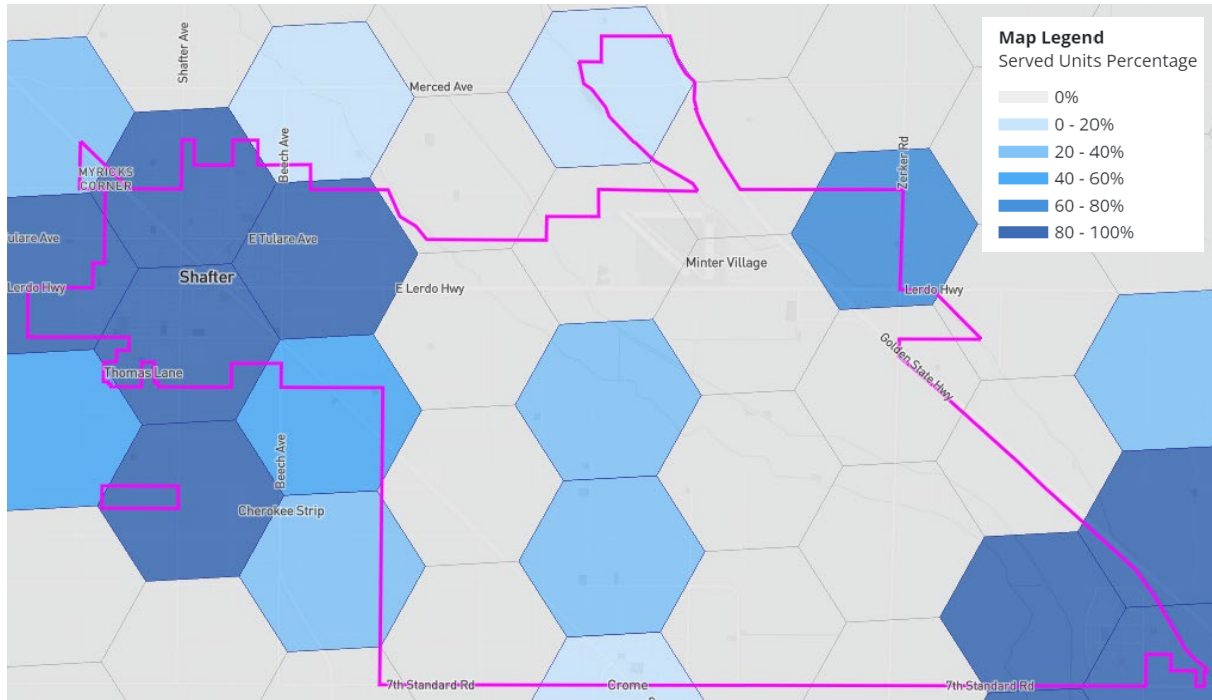 Shafter Ave
Map Legend
Served Units Percentage
0%
0 - 20%
20 - 40%
40 - 60%
60 - 80%
80 - 100%
Merced Ave
Beech Ave
Zerker Rd
MYRICKS
CORNER
ulare Ave
E Tulare Ave
Shafter
Minter Village
Lerdo Hwy
E Lerdo Hwy
Lerdo Hwy
Thomas Lane
Golden State Hwy
Beech Ave
Cherokee Strip
7th Standard Rd
Crome
7th Standard Rd